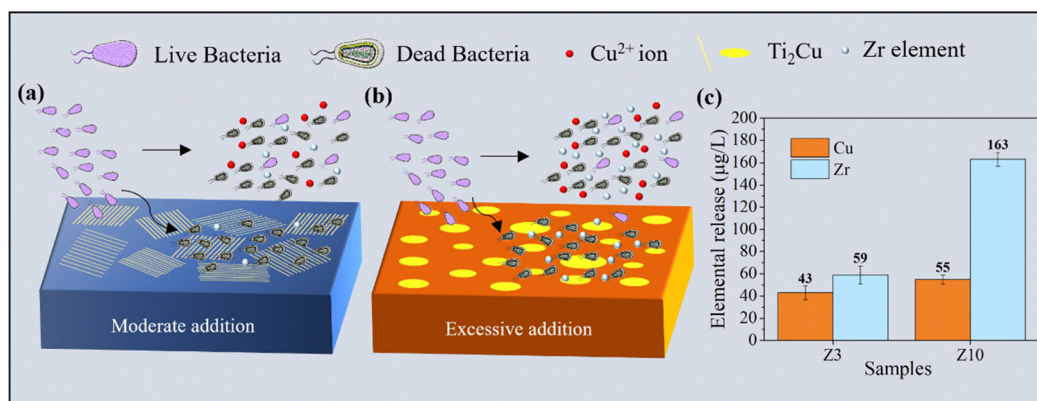 Live Bacteria
Dead Bacteria
Cu²⁺ ion
Ti₂Cu
Zr element
(a)
Moderate addition
(b)
Excessive addition
(c)
Elemental release (μg/L)
200
180
160
140
120
100
80
60
40
20
0
Cu
Zr
43
59
55
163
Z3
Z10
Samples